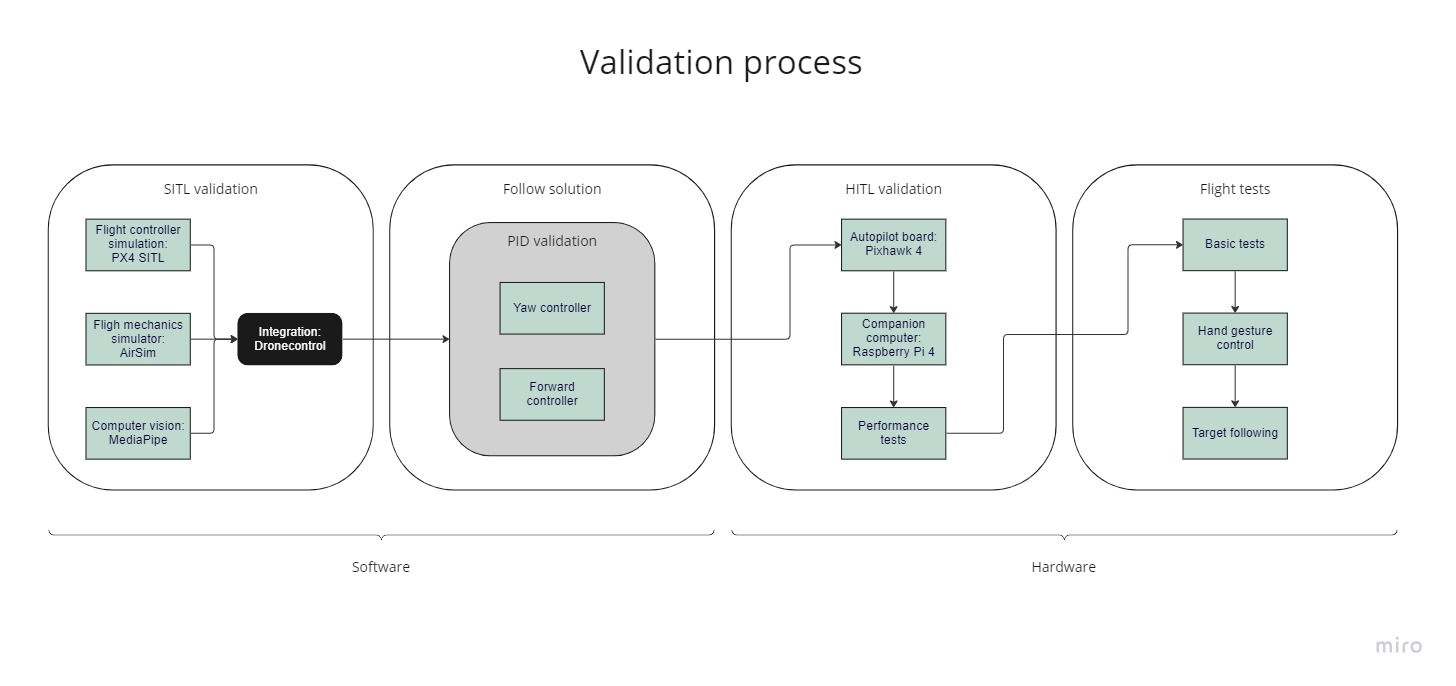 Validation process
SITL validation
Flight controller
simulation:
PX4 SITL
Fligh mechanics
simulator:
AirSim
Computer vision:
MediaPipe
Integration:
Dronecontrol
Follow solution
PID validation
Yaw controller
Forward
controller
HITL validation
Autopilot board:
Pixhawk 4
Companion
computer:
Raspberry Pi 4
Performance
tests
Flight tests
Basic tests
Hand gesture
control
Target following
Software
Hardware
miro